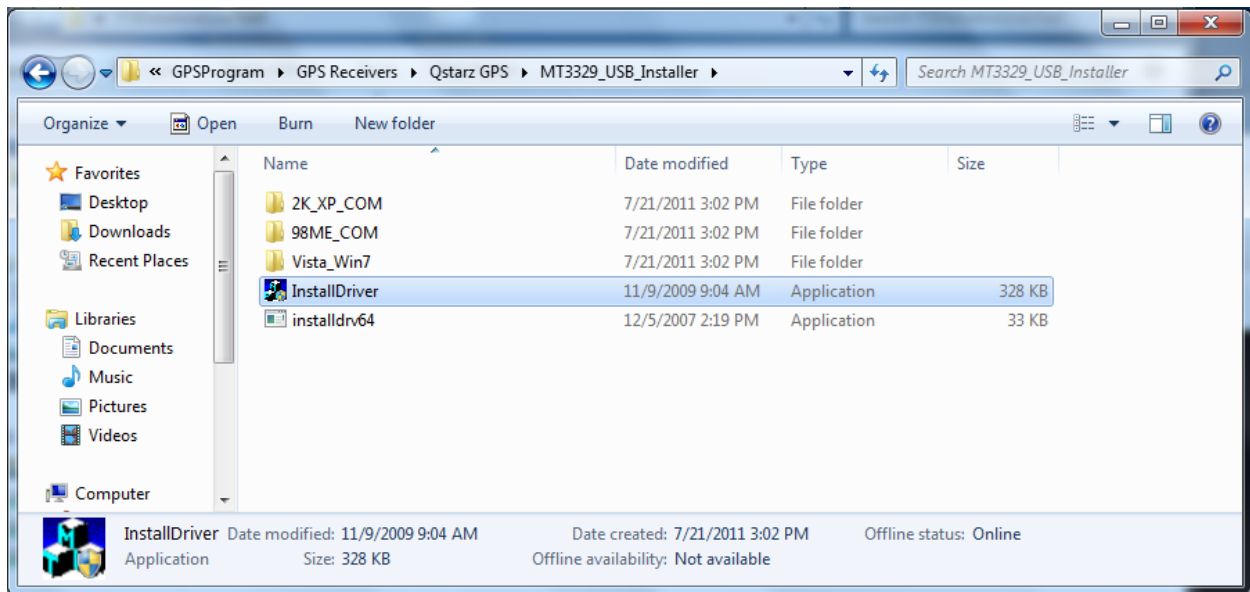 « GPSProgram ▸ GPS Receivers ▸ Qstarz GPS ▸ MT3329_USB_Installer ▸ Search MT3329_USB_Installer
Organize Open Burn New folder
Name Date modified Type Size
Favorites
Desktop
Downloads
Recent Places
Libraries
Documents
Music
Pictures
Videos
Computer
2K_XP_COM 7/21/2011 3:02 PM File folder
98ME_COM 7/21/2011 3:02 PM File folder
Vista_Win7 7/21/2011 3:02 PM File folder
InstallDriver 11/9/2009 9:04 AM Application 328 KB
installdrv64 12/5/2007 2:19 PM Application 33 KB
InstallDriver Date modified: 11/9/2009 9:04 AM Date created: 7/21/2011 3:02 PM Offline status: Online
Application Size: 328 KB Offline availability: Not available